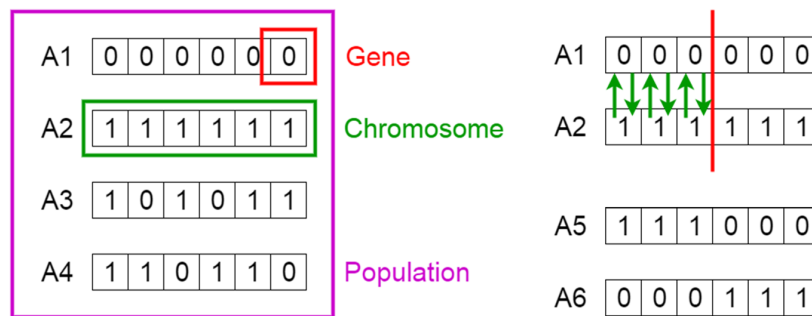 A1 0 0 0 0 0 0 Gene
A2 1 1 1 1 1 1 Chromosome
A3 1 0 1 0 1 1
A4 1 1 0 1 1 0 Population
A1 0 0 0 0 0 0
A2 1 1 1 1 1 1
A5 1 1 1 0 0 0
A6 0 0 0 1 1 1